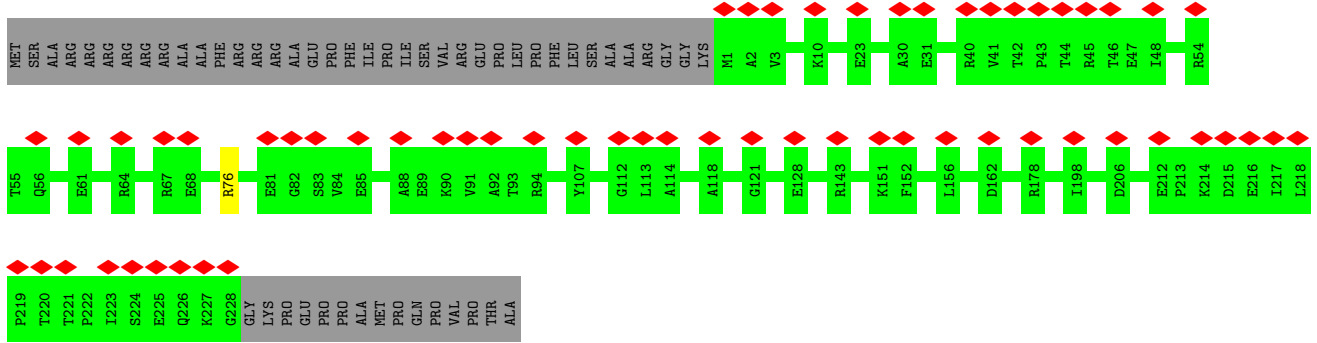 MET SER ALA ARG ARG ARG ARG ARG ARG ALA ALA PHE ARG ARG ARG ALA GLU PRO PHE ILE PRO ILE SER VAL ARG GLU PRO LEU PRO PHE LEU SER ALA ALA ARG GLY GLY LYS M1 A2 V3 K10 E23 A30 E31 R40 V41 T42 P43 T44 R45 T46 E47 I48 R54
T55 Q56 E61 R64 R67 E68 R76 E81 G82 S83 V84 E85 A88 E89 K90 V91 A92 T93 R94 Y107 G112 L113 A114 A118 G121 E128 R143 K151 F152 L156 D162 R178 I198 D206 E212 P213 K214 D215 E216 I217 L218
P219 T220 T221 P222 I223 S224 E225 Q226 K227 G228 GLY LYS PRO GLU PRO PRO ALA MET PRO GLN PRO VAL PRO THR ALA